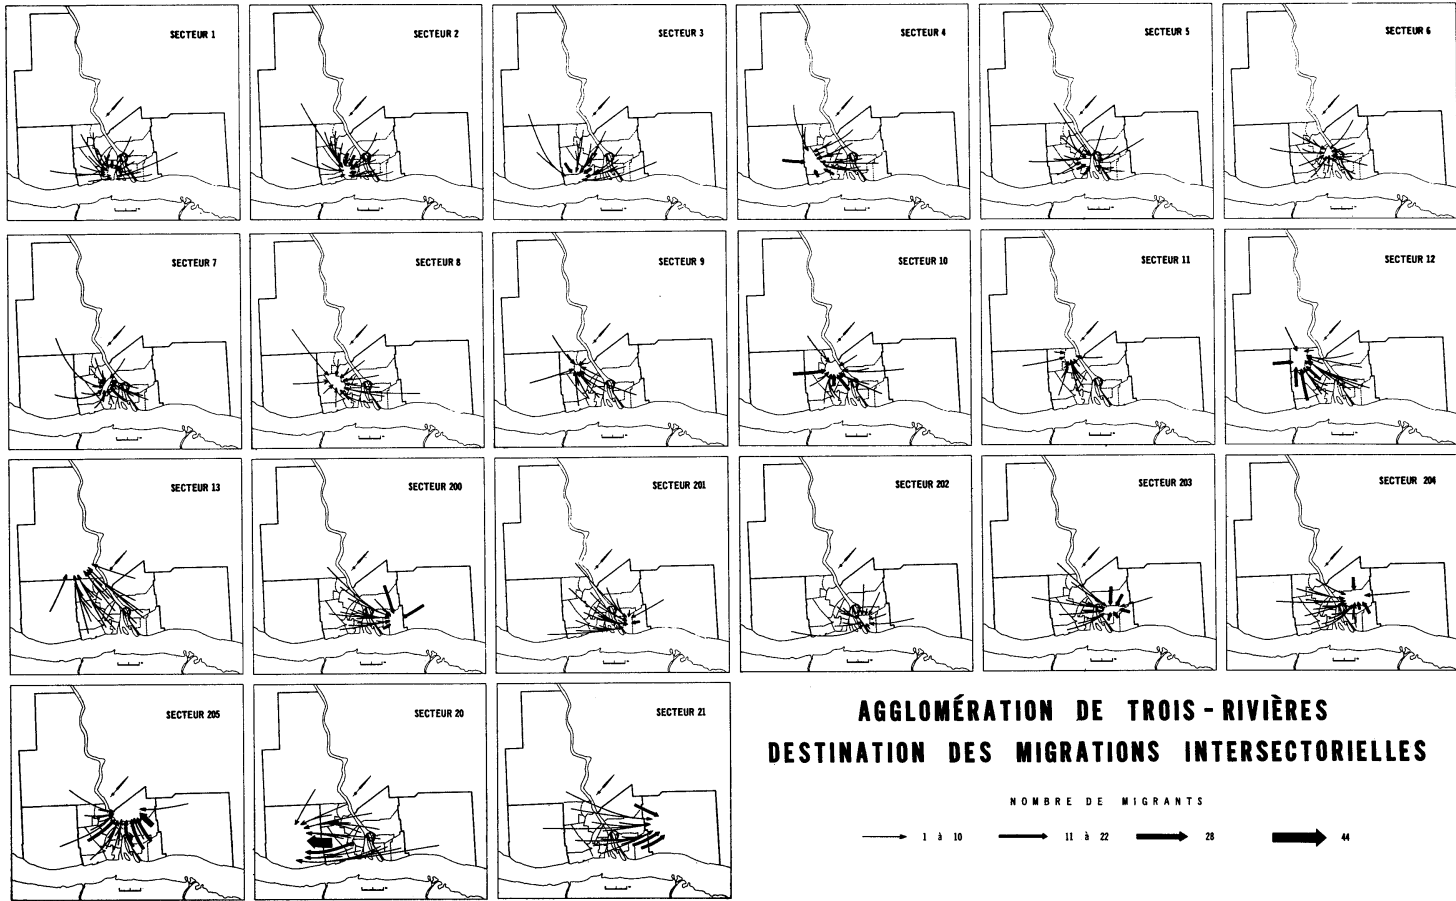 SECTEUR 1
SECTEUR 2
SECTEUR 3
SECTEUR 4
SECTEUR 5
SECTEUR 6
SECTEUR 7
SECTEUR 8
SECTEUR 9
SECTEUR 10
SECTEUR 11
SECTEUR 12
SECTEUR 13
SECTEUR 200
SECTEUR 201
SECTEUR 202
SECTEUR 203
SECTEUR 204
SECTEUR 205
SECTEUR 20
SECTEUR 21
AGGLOMÉRATION DE TROIS-RIVIÈRES
DESTINATION DES MIGRATIONS INTERSECTORIELLES
NOMBRE DE MIGRANTS
1 à 10 11 à 22 28 44